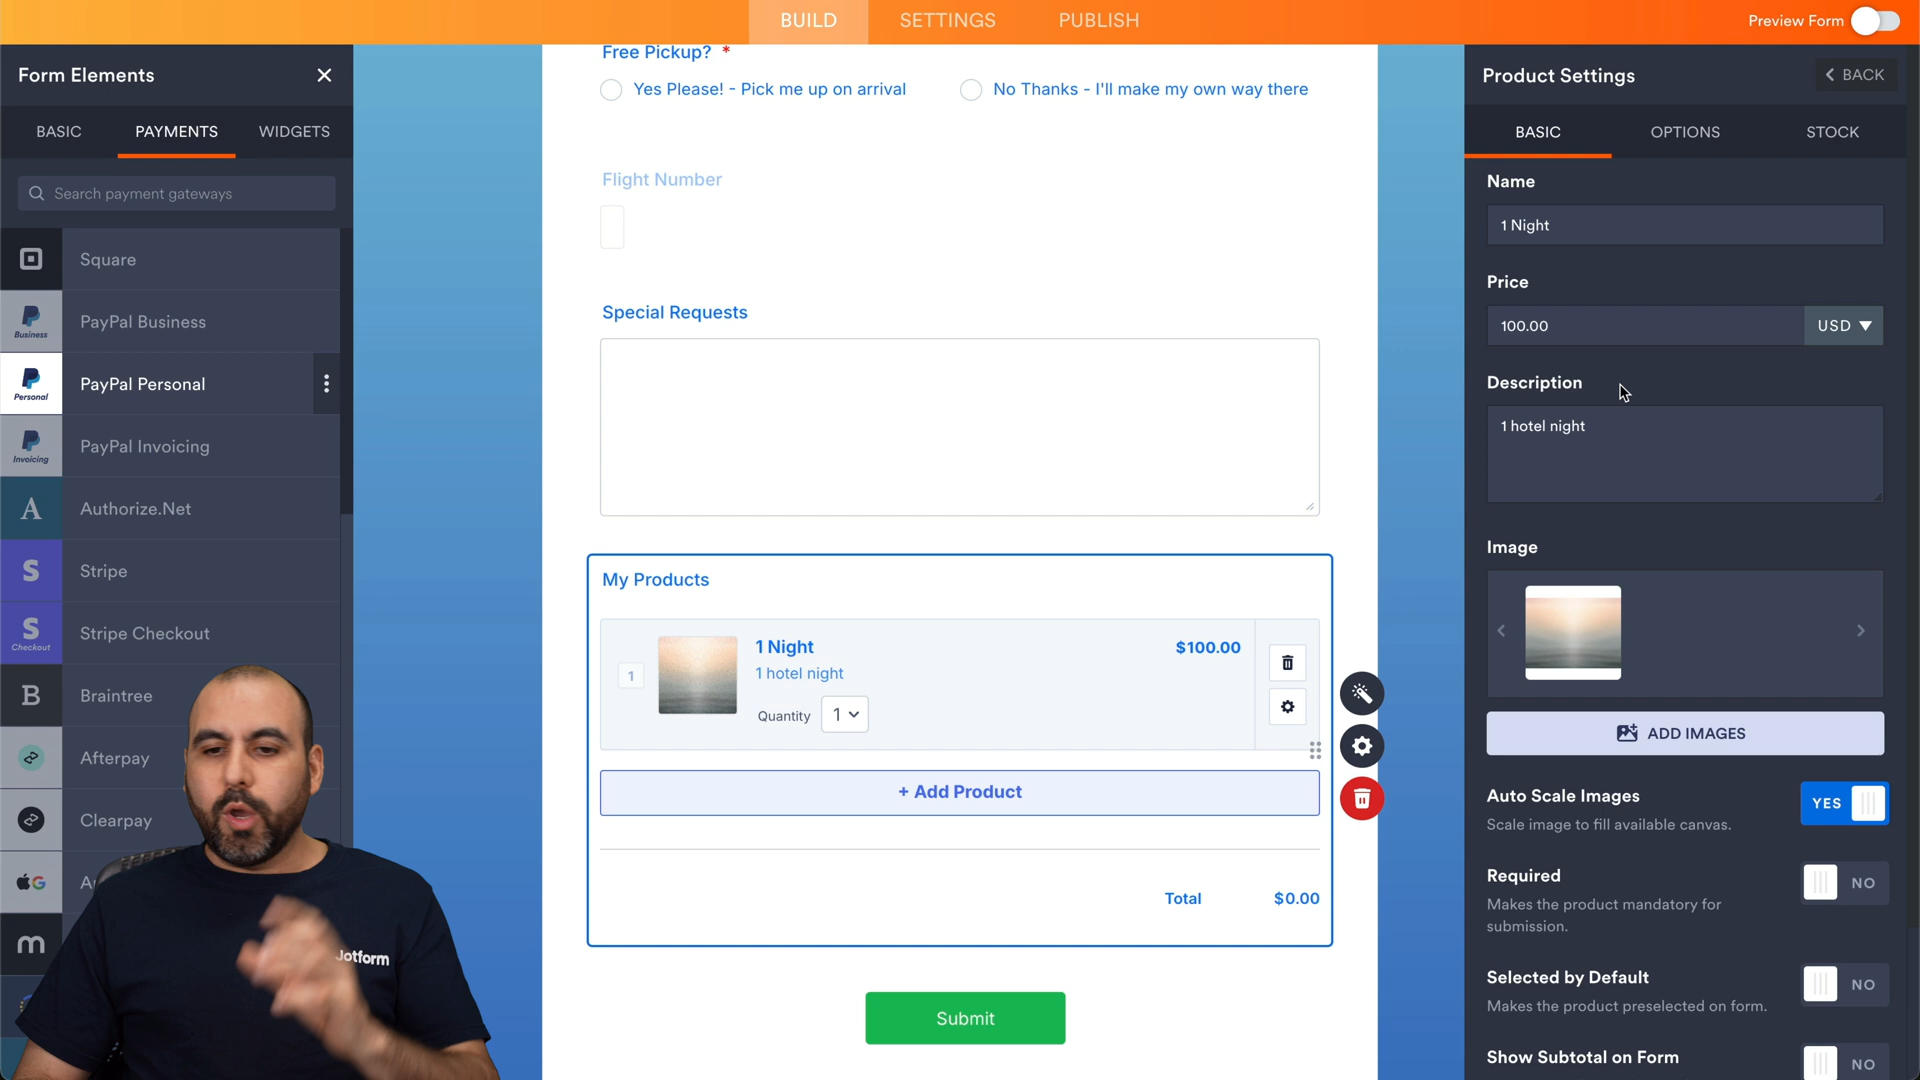 BUILD
SETTINGS
PUBLISH
Preview Form
Form Elements
BASIC
PAYMENTS
WIDGETS
Search payment gateways
Square
Business
PayPal Business
Personal
PayPal Personal
Invoicing
PayPal Invoicing
Authorize.Net
Stripe
Checkout
Stripe Checkout
Braintree
Afterpay
Clearpay
Jotform
Free Pickup? *
Yes Please! - Pick me up on arrival
No Thanks - I'll make my own way there
Flight Number
Special Requests
My Products
1
1 Night
$100.00
1 hotel night
Quantity
1
+ Add Product
Total
$0.00
Submit
Product Settings
BACK
BASIC
OPTIONS
STOCK
Name
1 Night
Price
100.00
USD
Description
1 hotel night
Image
ADD IMAGES
Auto Scale Images
Scale image to fill available canvas.
YES
Required
Makes the product mandatory for
submission.
NO
Selected by Default
Makes the product preselected on form.
NO
Show Subtotal on Form
NO